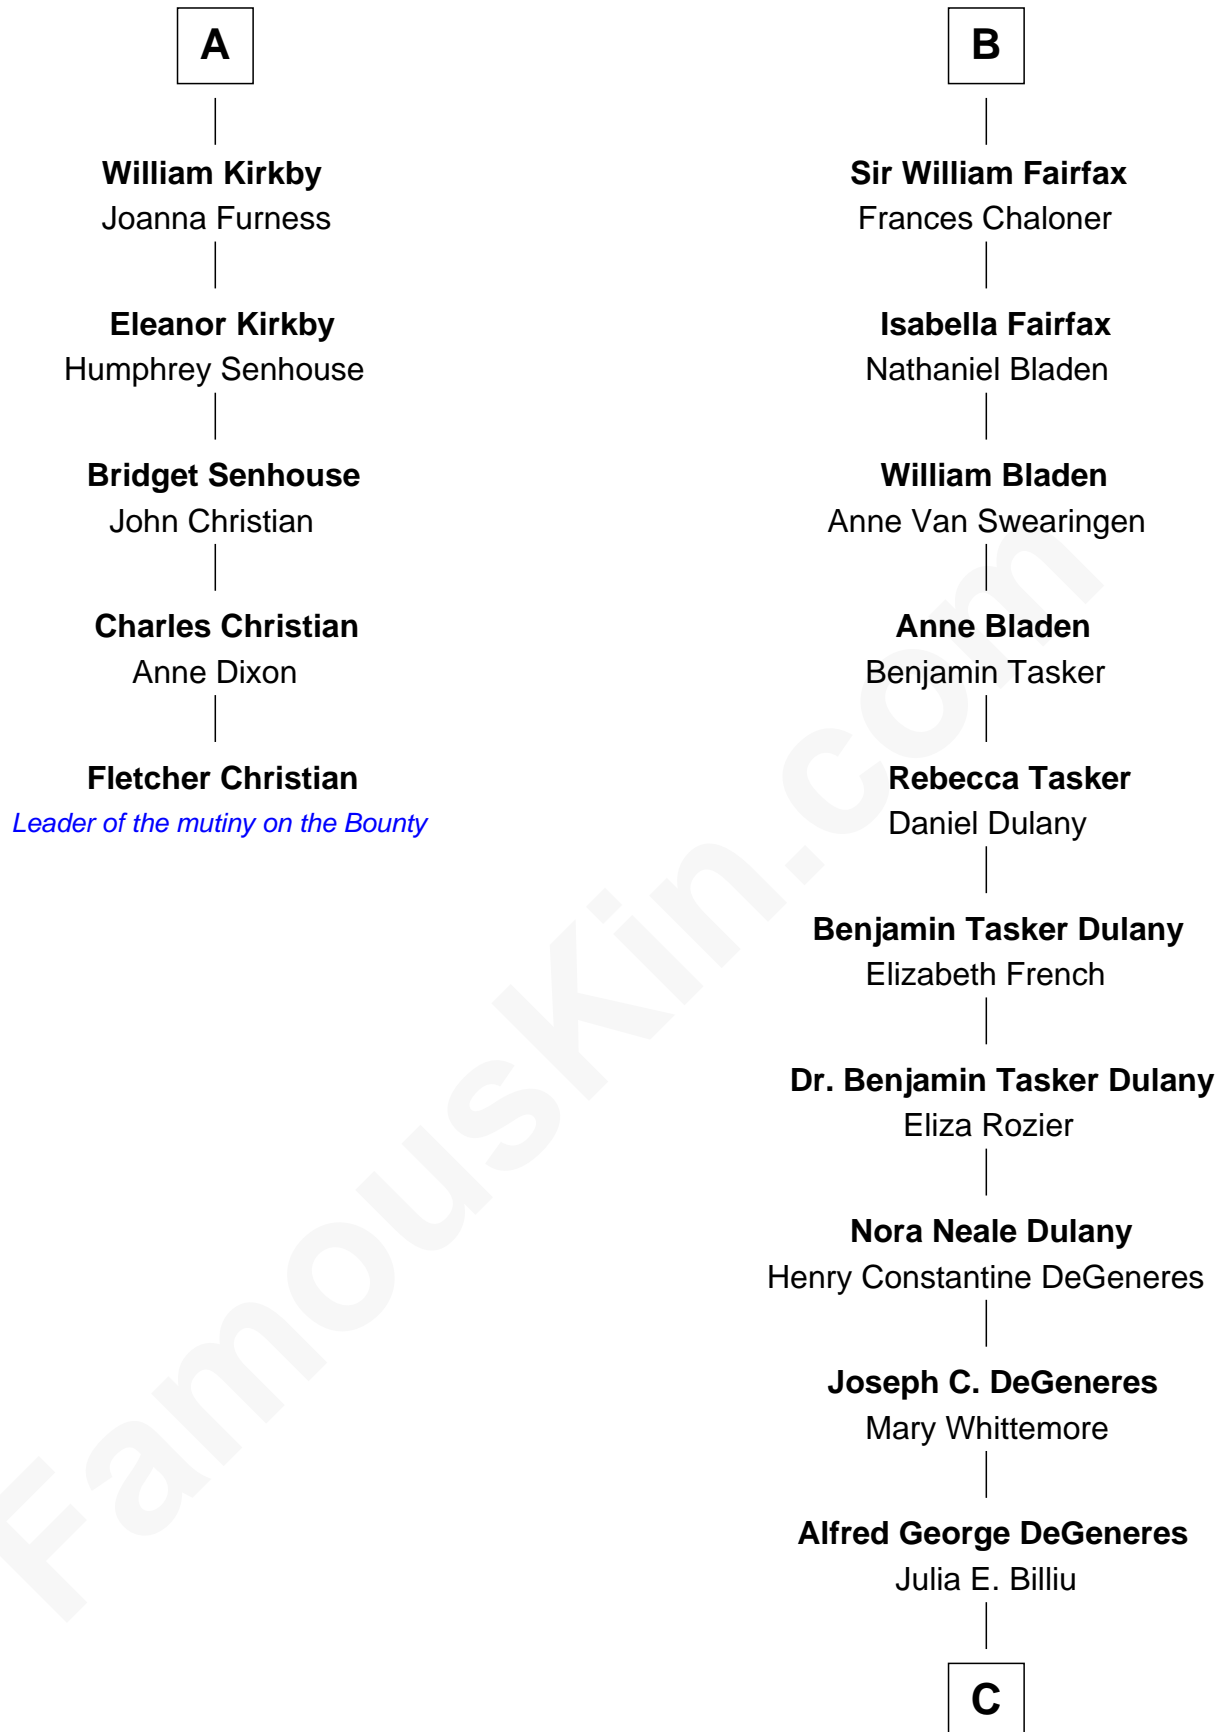 A
William Kirkby
Joanna Furness
Eleanor Kirkby
Humphrey Senhouse
Bridget Senhouse
John Christian
Charles Christian
Anne Dixon
Fletcher Christian
Leader of the mutiny on the Bounty
B
Sir William Fairfax
Frances Chaloner
Isabella Fairfax
Nathaniel Bladen
William Bladen
Anne Van Swearingen
Anne Bladen
Benjamin Tasker
Rebecca Tasker
Daniel Dulany
Benjamin Tasker Dulany
Elizabeth French
Dr. Benjamin Tasker Dulany
Eliza Rozier
Nora Neale Dulany
Henry Constantine DeGeneres
Joseph C. DeGeneres
Mary Whittemore
Alfred George DeGeneres
Julia E. Billiu
C
FamousKin.com